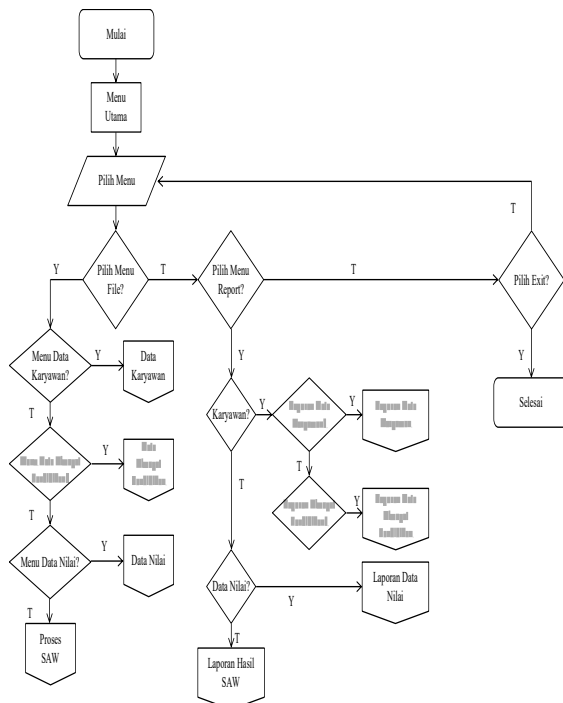 Mulai
Menu
Utama
Pilih Menu
T
Y
Pilih Menu
File?
T
Pilih Menu
Report?
T
Pilih Exit?
Menu Data
Karyawan?
Y
Data
Karyawan
Y
Y
Selesai
T
Karyawan?
Y
Y
Y
T
T
Y
T
T
Menu Data Nilai?
Y
Data Nilai
Data Nilai?
Y
Laporan Data
Nilai
T
Proses
SAW
T
Laporan Hasil
SAW